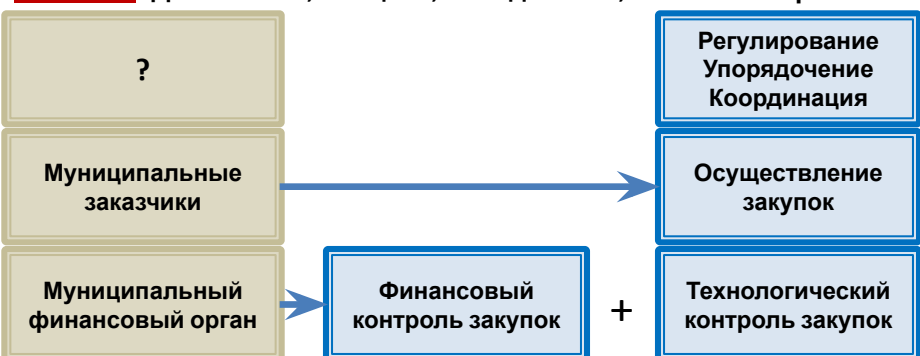 ?
Регулирование
Упорядочение
Координация
Муниципальные
заказчики
Осуществление
закупок
Муниципальный
финансовый орган
Финансовый
контроль закупок
+
Технологический
контроль закупок